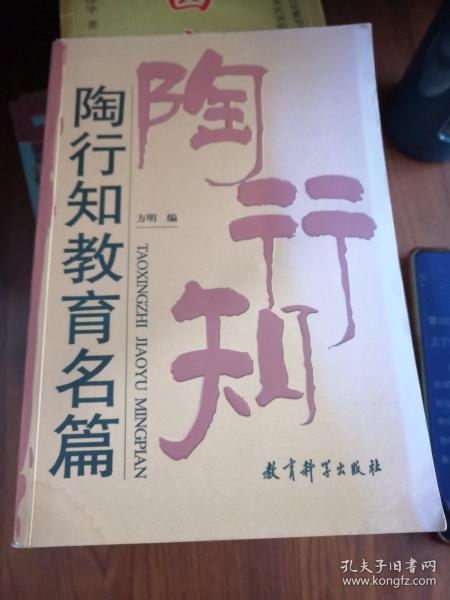 陶行知
陶行知教育名篇
方明 编
TAOXINGZHI JIAOYU MINGPIAN
教育科学出版社
孔夫子旧书网
www.kongfz.com